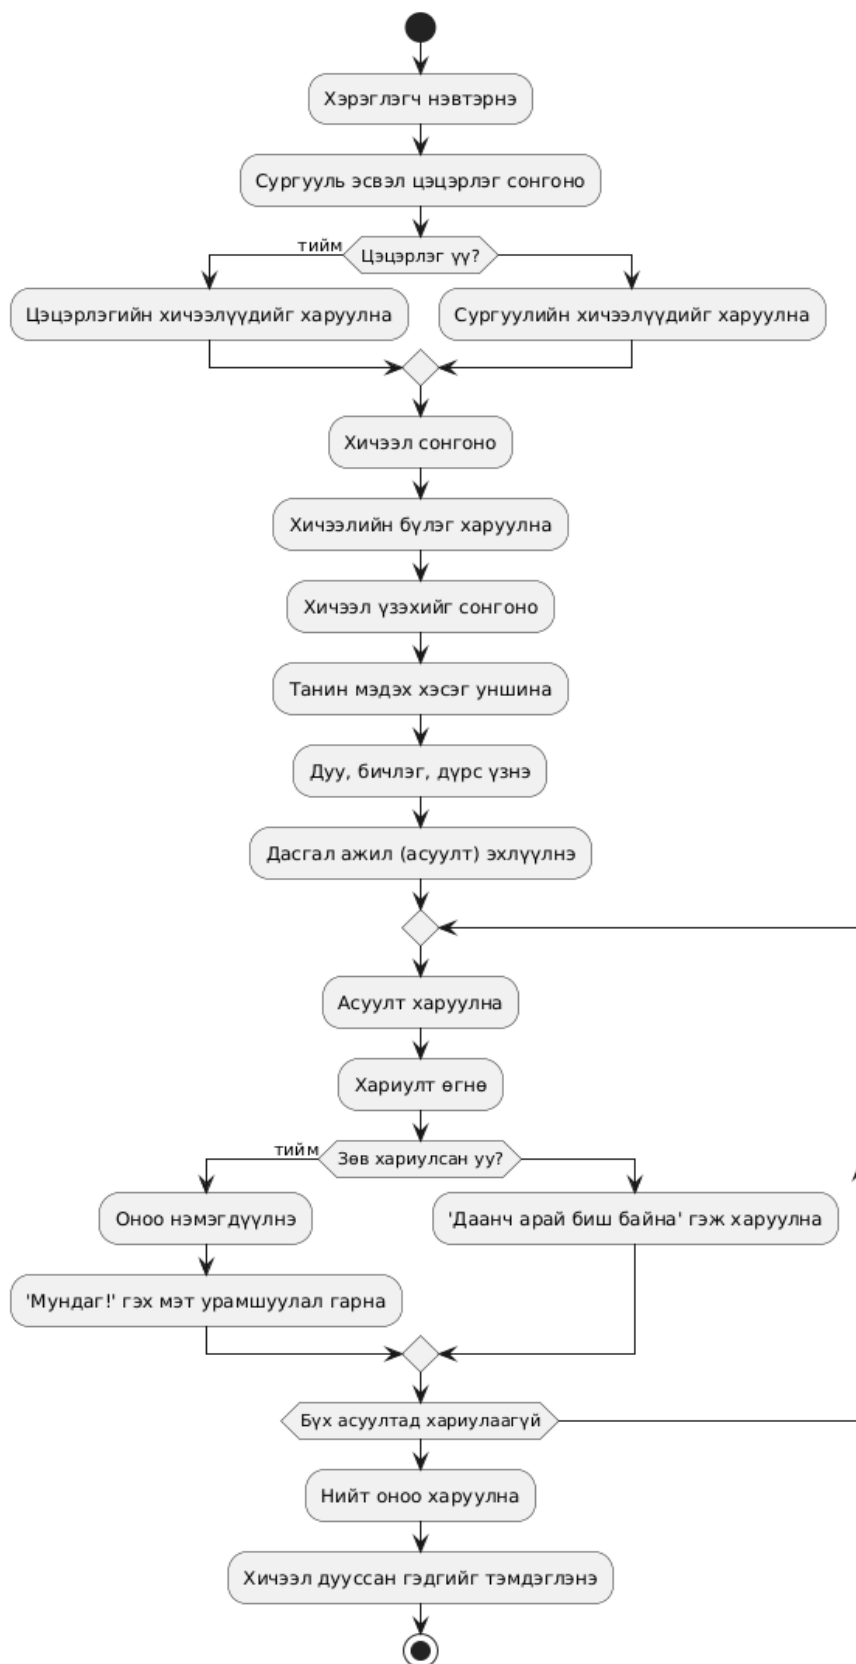 Хэрэглэгч нэвтэрнэ
Сургууль эсвэл цэцэрлэг сонгоно
тийм
Цэцэрлэг үү?
Цэцэрлэгийн хичээлүүдийг харуулна
Сургуулийн хичээлүүдийг харуулна
Хичээл сонгоно
Хичээлийн бүлэг харуулна
Хичээл үзэхийг сонгоно
Танин мэдэх хэсэг уншина
Дуу, бичлэг, дүрс үзнэ
Дасгал ажил (асуулт) эхлүүлнэ
Асуулт харуулна
Хариулт өгнө
тийм
Зөв хариулсан уу?
Оноо нэмэгдүүлнэ
'Даанч арай биш байна' гэж харуулна
'Мундаг!' гэх мэт урамшуулал гарна
Бүх асуултад хариулаагүй
Нийт оноо харуулна
Хичээл дууссан гэдгийг тэмдэглэнэ